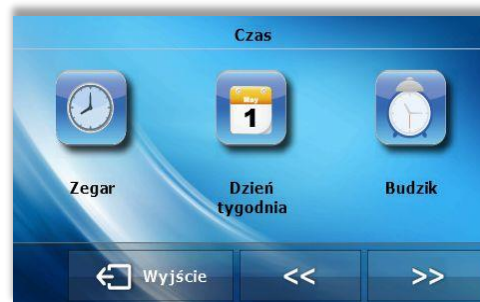 Czas
May
1
Zegar
Dzień
tygodnia
Budzik
Wyjście
<<
>>